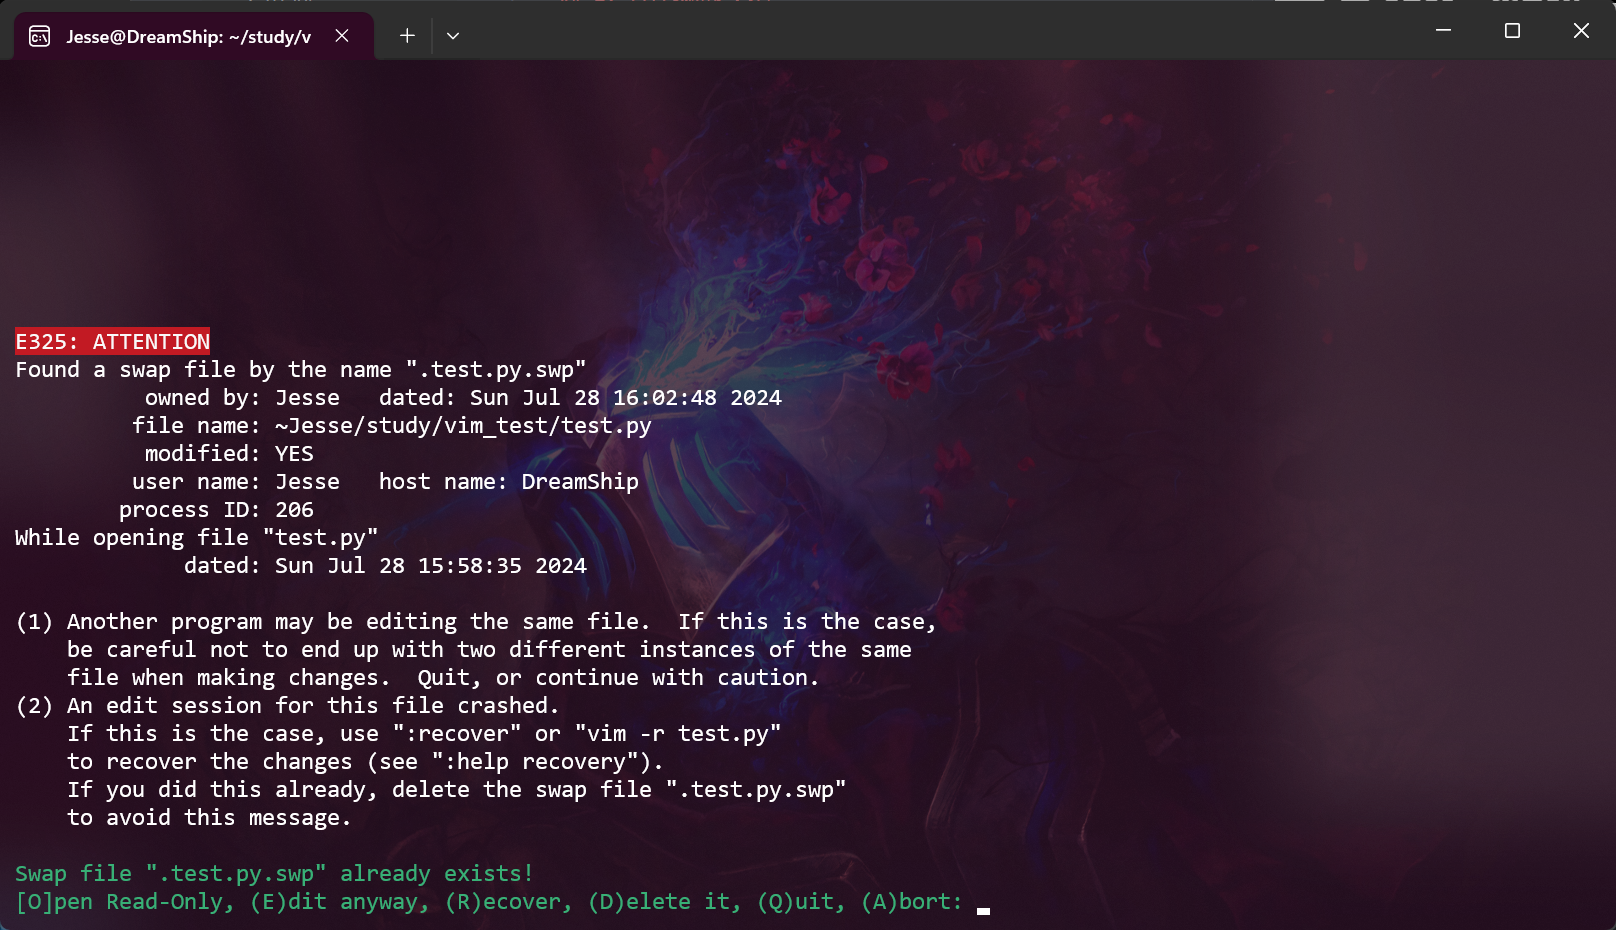 Jesse@DreamShip: ~/study/v
E325: ATTENTION
Found a swap file by the name ".test.py.swp"
          owned by: Jesse   dated: Sun Jul 28 16:02:48 2024
         file name: ~Jesse/study/vim_test/test.py
          modified: YES
         user name: Jesse   host name: DreamShip
        process ID: 206
While opening file "test.py"
             dated: Sun Jul 28 15:58:35 2024
(1) Another program may be editing the same file.  If this is the case,
    be careful not to end up with two different instances of the same
    file when making changes.  Quit, or continue with caution.
(2) An edit session for this file crashed.
    If this is the case, use ":recover" or "vim -r test.py"
    to recover the changes (see ":help recovery").
    If you did this already, delete the swap file ".test.py.swp"
    to avoid this message.
Swap file ".test.py.swp" already exists!
[O]pen Read-Only, (E)dit anyway, (R)ecover, (D)elete it, (Q)uit, (A)bort: